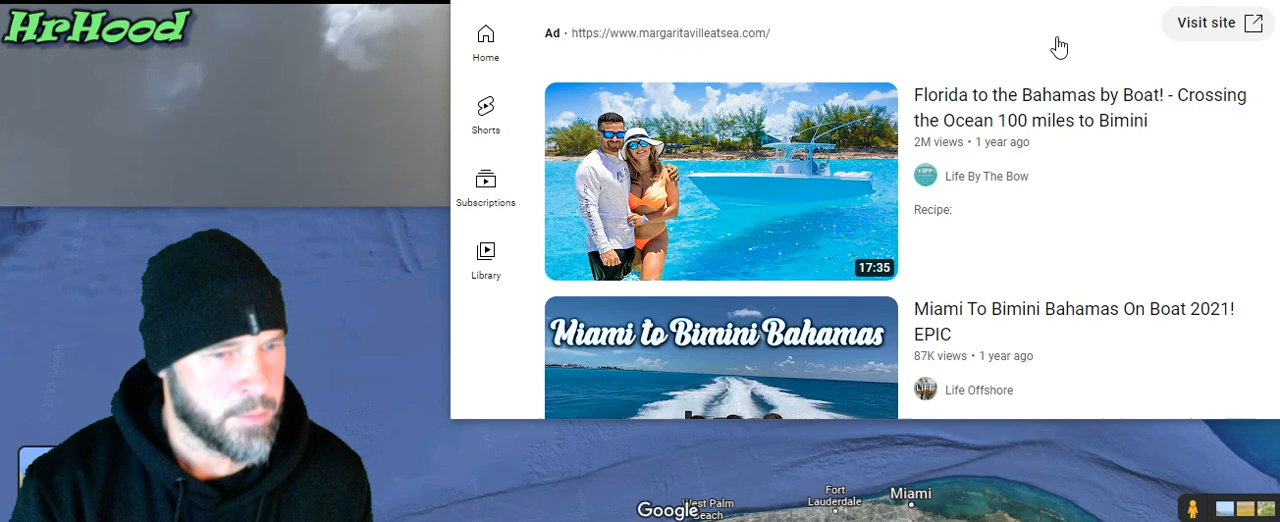 HrHood
Home
Shorts
Subscriptions
Library
Ad · https://www.margaritavilleatsea.com/
Visit site
17:35
Florida to the Bahamas by Boat! - Crossing
the Ocean 100 miles to Bimini
2M views • 1 year ago
Life By The Bow
Recipe:
Miami to Bimini Bahamas
Miami To Bimini Bahamas On Boat 2021!
EPIC
87K views • 1 year ago
Life Offshore
Google
West Palm
Beach
Fort
Lauderdale
Miami